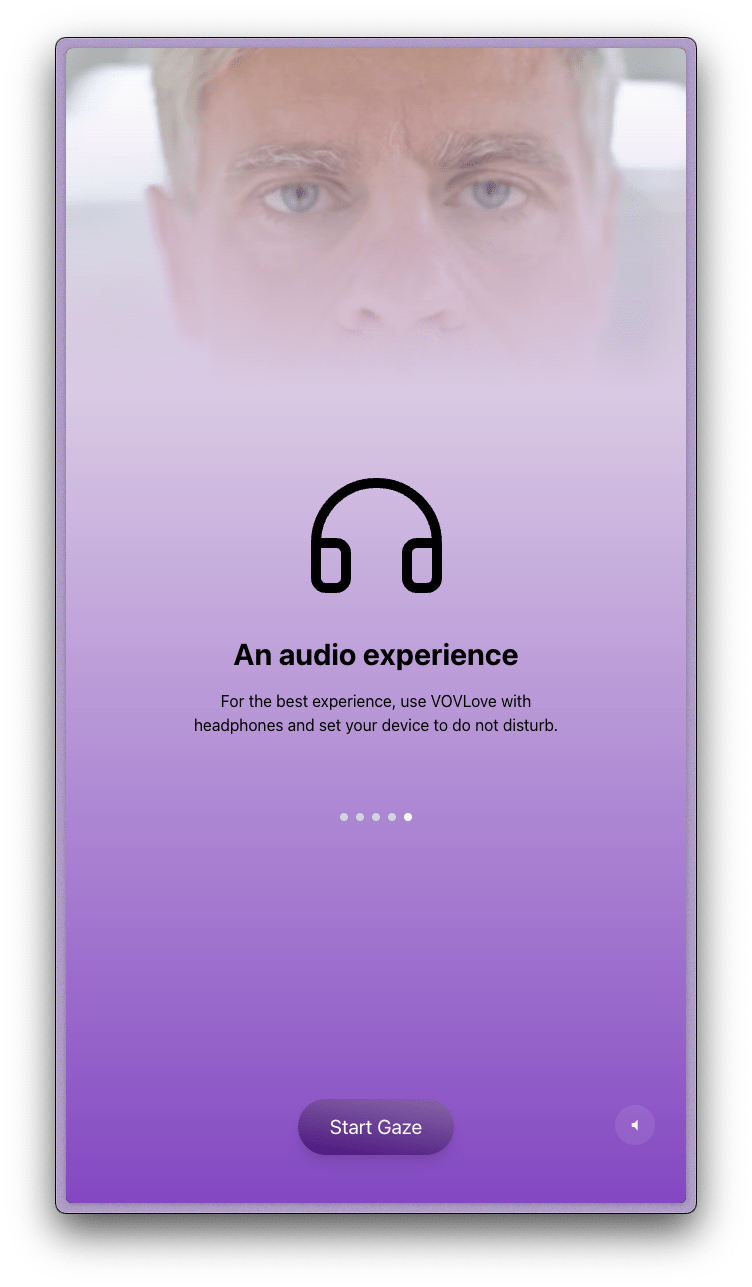 An audio experience
For the best experience, use VOVLove with
headphones and set your device to do not disturb.
Start Gaze